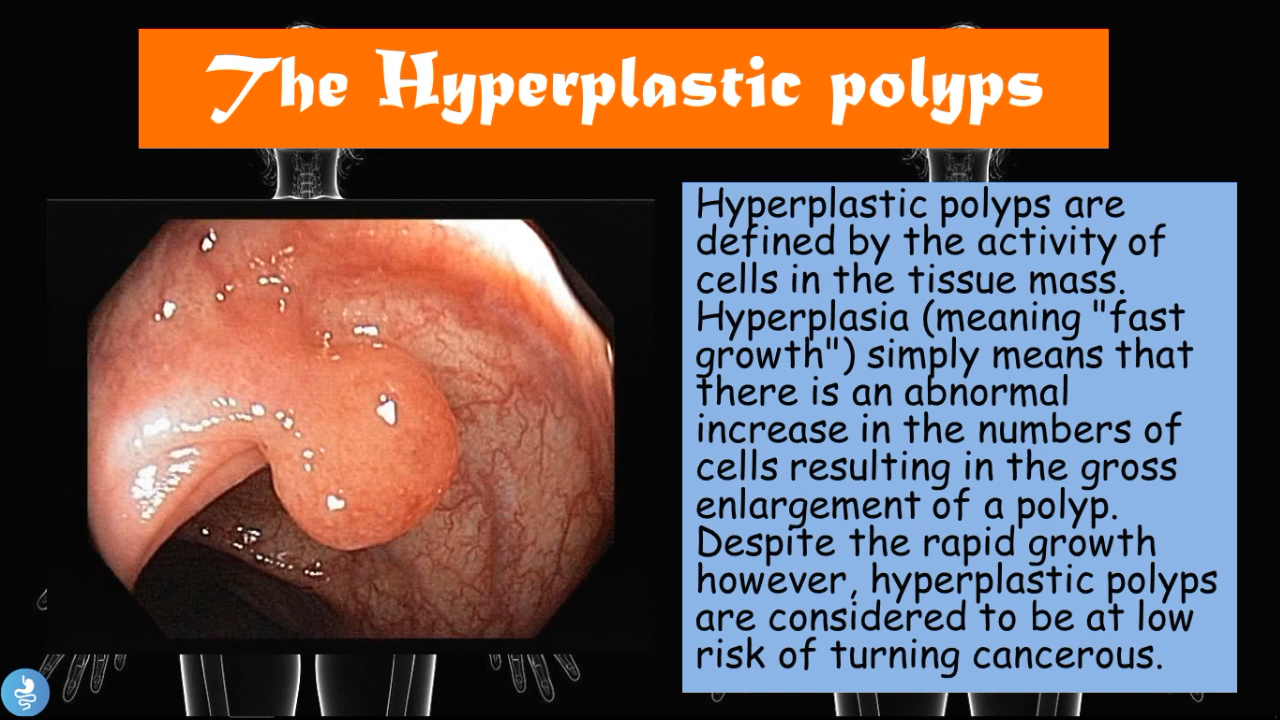 The Hyperplastic polyps
Hyperplastic polyps are
defined by the activity of
cells in the tissue mass.
Hyperplasia (meaning "fast
growth") simply means that
there is an abnormal
increase in the numbers of
cells resulting in the gross
enlargement of a polyp.
Despite the rapid growth
however, hyperplastic polyps
are considered to be at low
risk of turning cancerous.